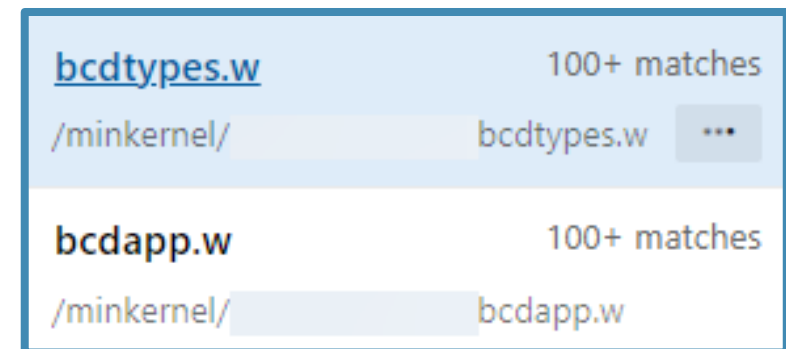 bcdtypes.w 100+ matches
/minkernel/ bcdtypes.w ...
bcdapp.w 100+ matches
/minkernel/ bcdapp.w